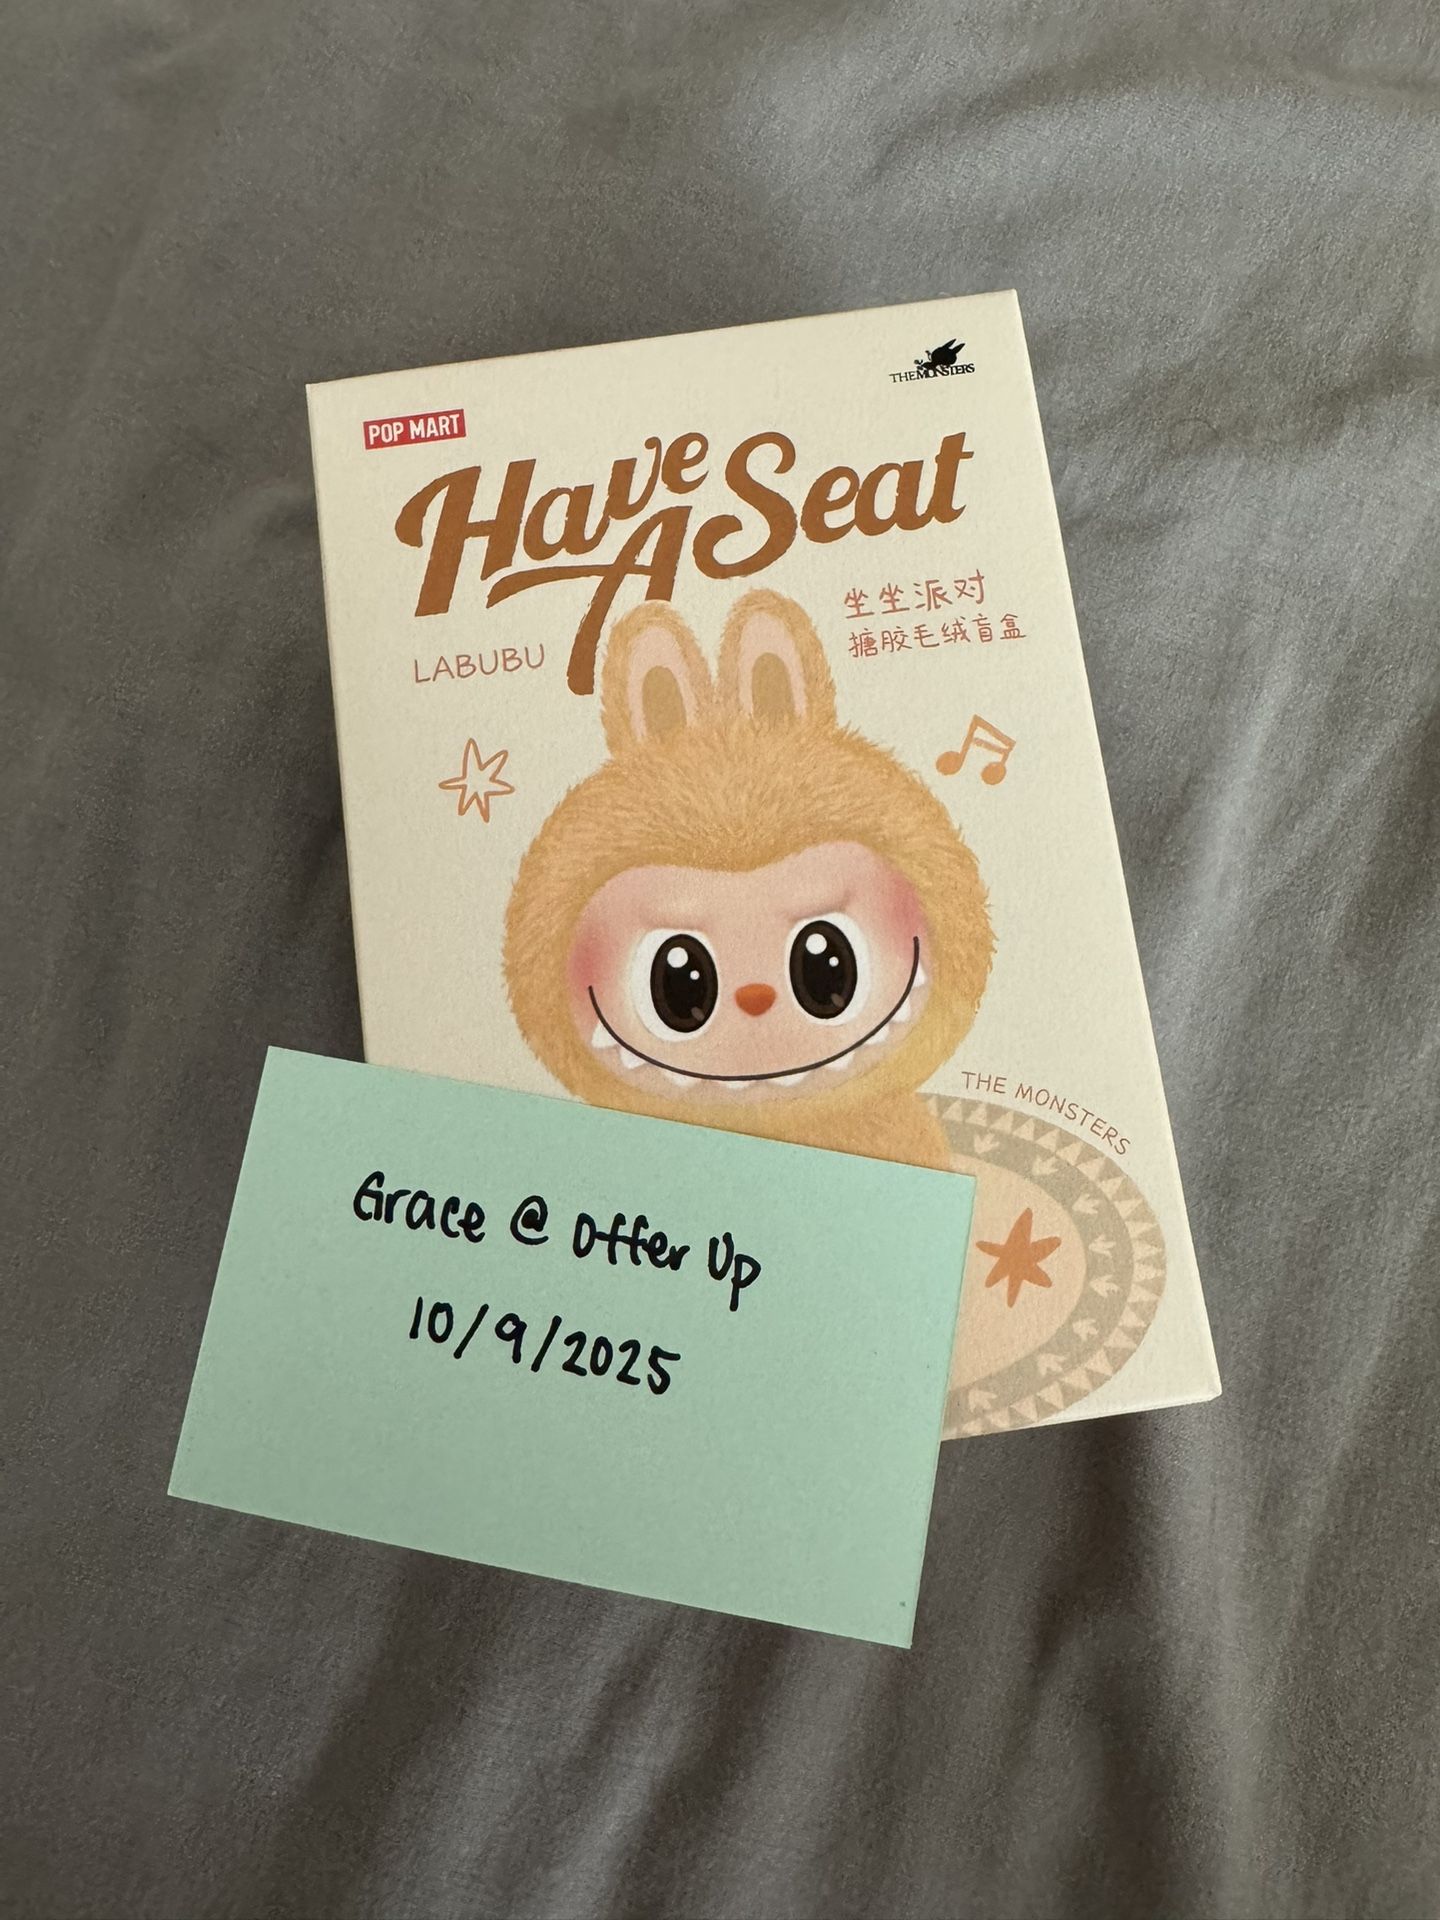 THE MONSTERS
POP MART
Have A Seat
坐坐派对
搪胶毛绒盲盒
LABUBU
THE MONSTERS
Grace @ Offer Up
10/9/2025